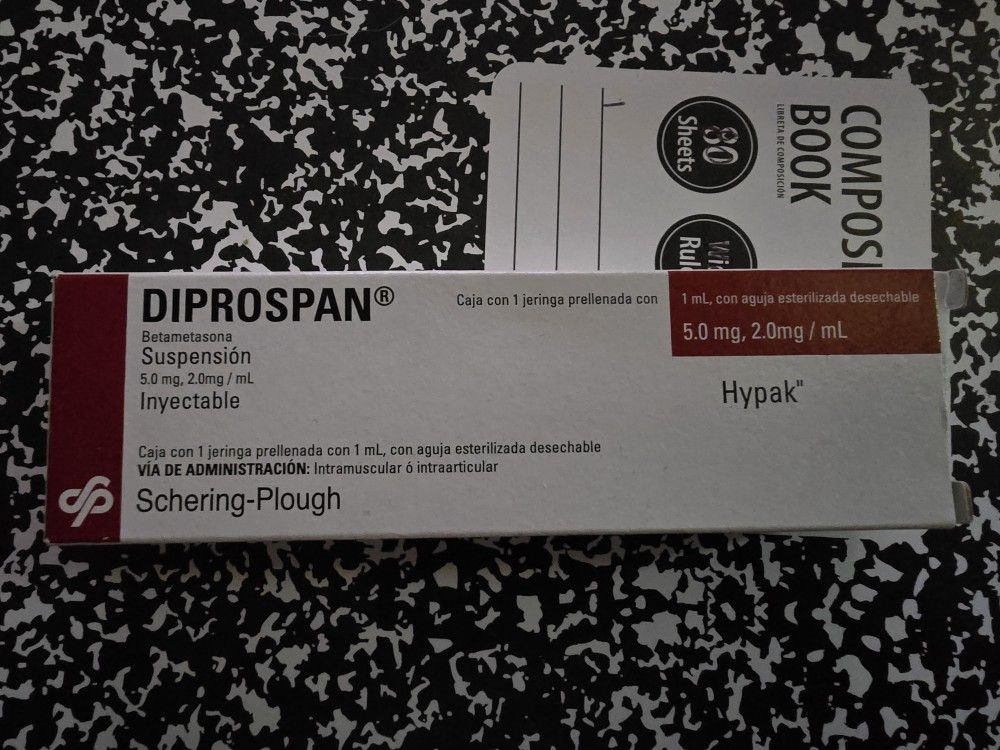 COMPOSI
BOOK
LIBRETA DE COMPOSICIÓN
80
Sheets
Rul
DIPROSPAN®
Betametasona
Suspensión
5.0 mg, 2.0mg / mL
Inyectable
Caja con 1 jeringa prellenada con 1 mL, con aguja esterilizada desechable
5.0 mg, 2.0mg / mL
Hypak"
Caja con 1 jeringa prellenada con 1 mL, con aguja esterilizada desechable
VÍA DE ADMINISTRACIÓN: Intramuscular ó intraarticular
Schering-Plough